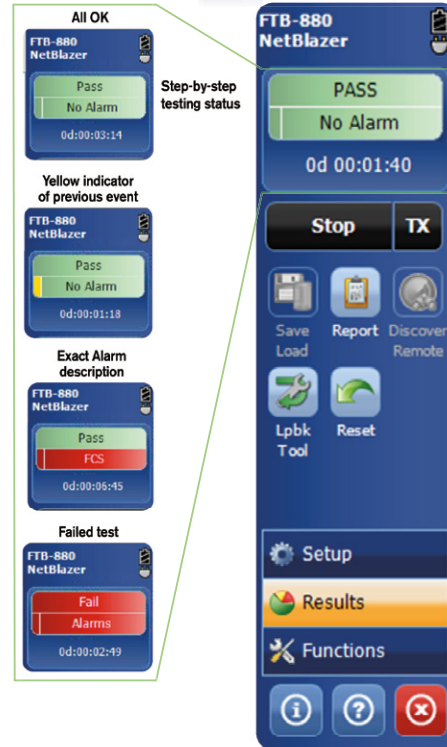 All OK
FTB-880
NetBlazer
Pass
No Alarm
0d:00:03:14
Step-by-step
testing status
Yellow indicator
of previous event
FTB-880
NetBlazer
Pass
No Alarm
0d:00:01:18
Exact Alarm
description
FTB-880
NetBlazer
Pass
FCS
0d:00:06:45
Failed test
FTB-880
NetBlazer
Fail
Alarms
0d:00:02:49
FTB-880
NetBlazer
PASS
No Alarm
0d 00:01:40
Stop TX
Save Report Discover
Load Remote
Lpbk Reset
Tool
Setup
Results
Functions